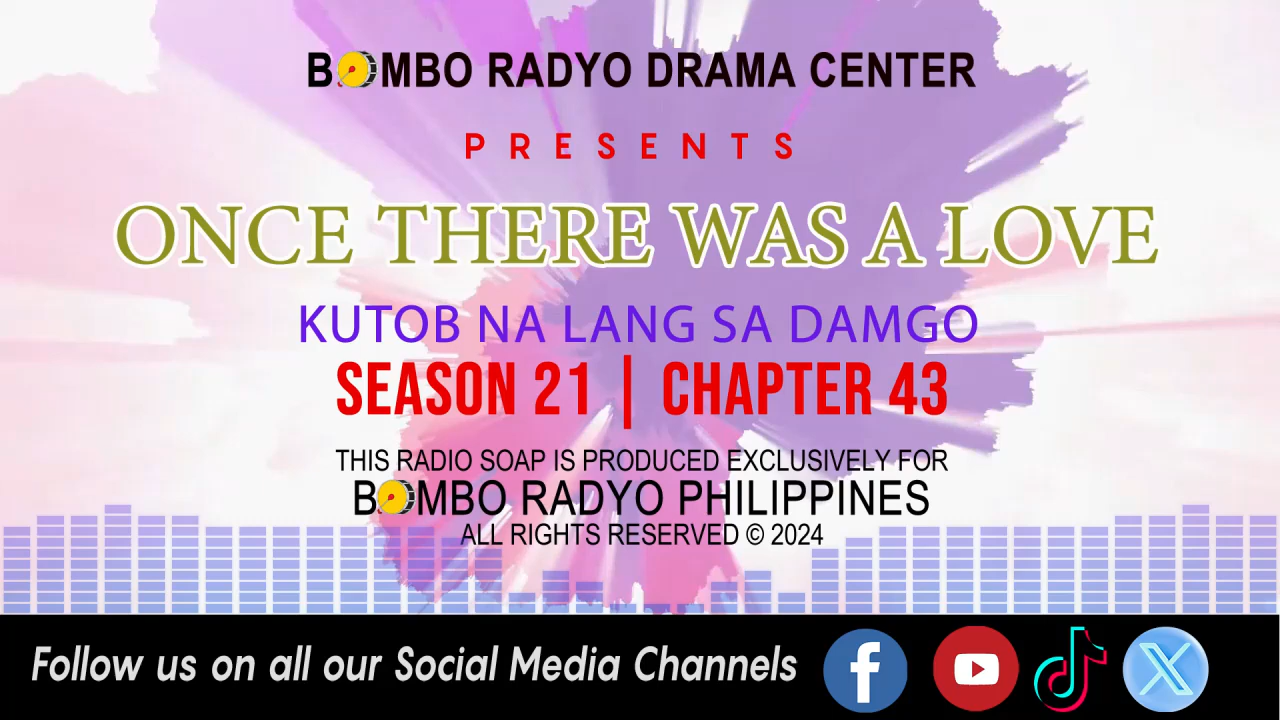 BOMBO RADYO DRAMA CENTER
PRESENTS
ONCE THERE WAS A LOVE
KUTOB NA LANG SA DAMGO
SEASON 21 | CHAPTER 43
THIS RADIO SOAP IS PRODUCED EXCLUSIVELY FOR
BOMBO RADYO PHILIPPINES
ALL RIGHTS RESERVED © 2024
Follow us on all our Social Media Channels